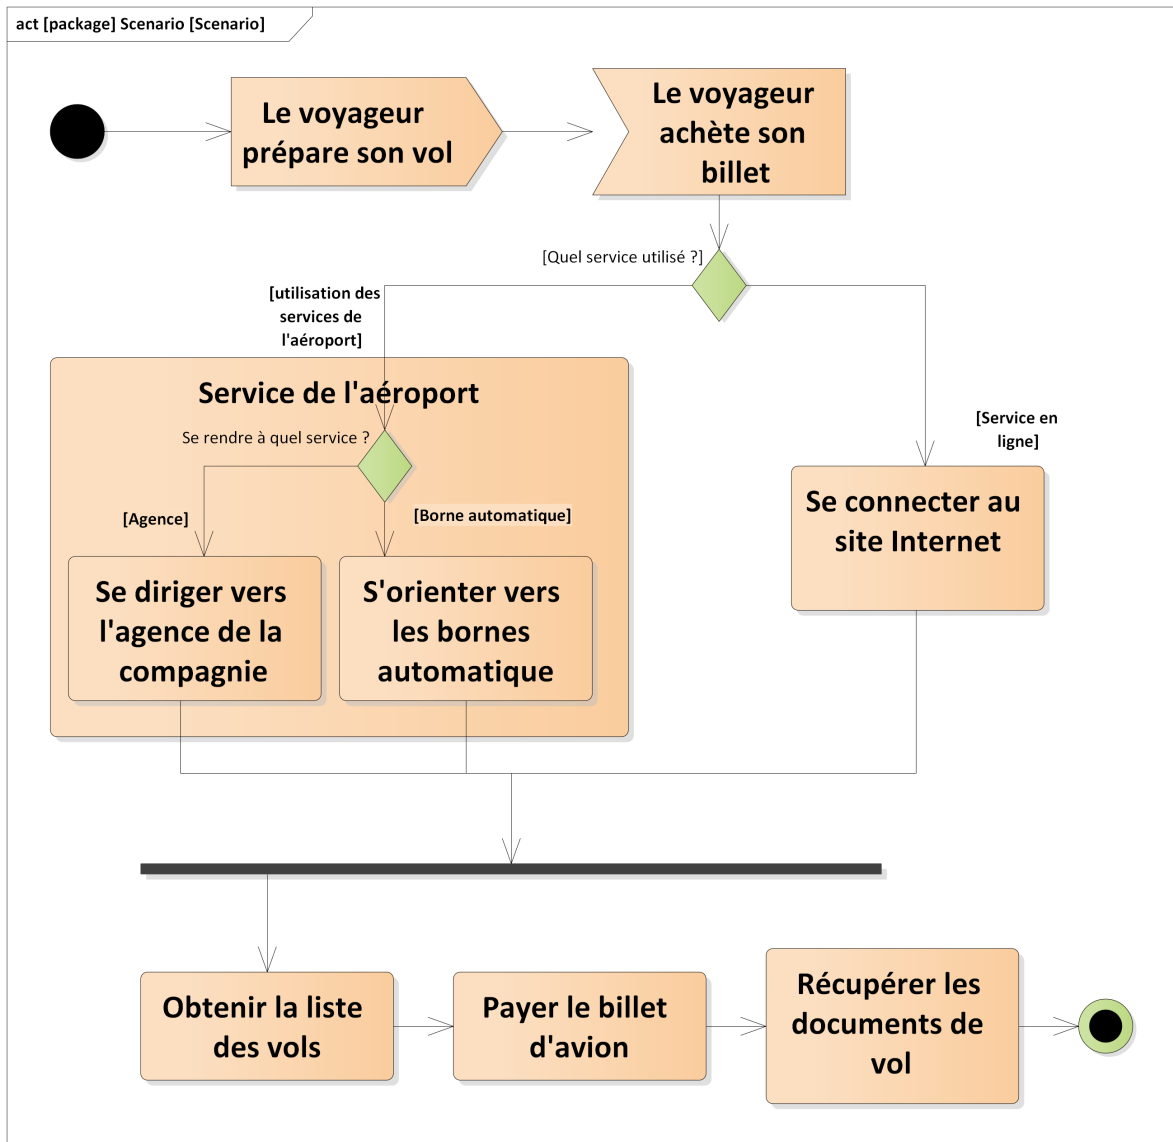 act [package] Scenario [Scenario]
Le voyageur
prépare son vol
Le voyageur
achète son
billet
[Quel service utilisé ?]
[utilisation des
services de
l'aéroport]
Service de l'aéroport
Se rendre à quel service ?
[Service en
ligne]
[Agence]
[Borne automatique]
Se connecter au
site Internet
Se diriger vers
l'agence de la
compagnie
S'orienter vers
les bornes
automatique
Obtenir la liste
des vols
Payer le billet
d'avion
Récupérer les
documents de
vol